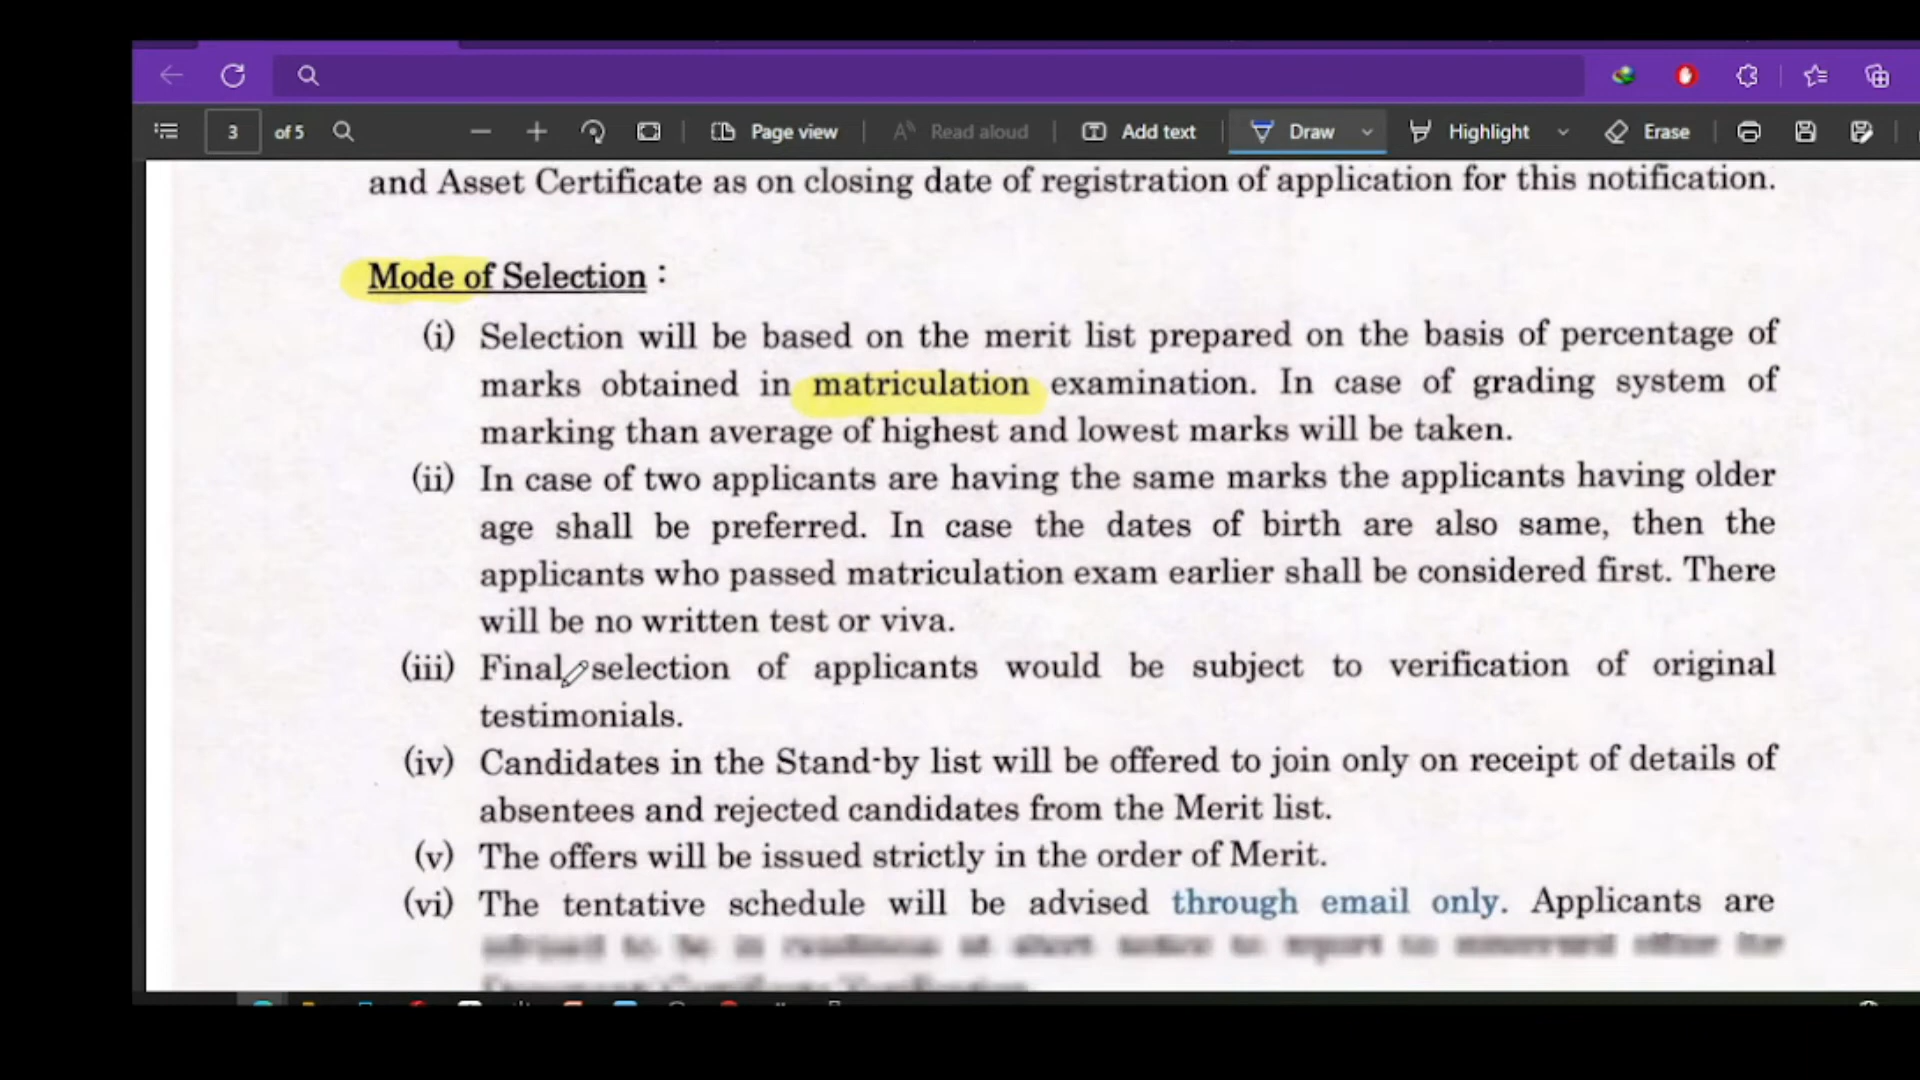 3 of 5 Page view Read aloud Add text Draw Highlight Erase
and Asset Certificate as on closing date of registration of application for this notification.
Mode of Selection :
(i) Selection will be based on the merit list prepared on the basis of percentage of
marks obtained in matriculation examination. In case of grading system of
marking than average of highest and lowest marks will be taken.
(ii) In case of two applicants are having the same marks the applicants having older
age shall be preferred. In case the dates of birth are also same, then the
applicants who passed matriculation exam earlier shall be considered first. There
will be no written test or viva.
(iii) Final selection of applicants would be subject to verification of original
testimonials.
(iv) Candidates in the Stand-by list will be offered to join only on receipt of details of
absentees and rejected candidates from the Merit list.
(v) The offers will be issued strictly in the order of Merit.
(vi) The tentative schedule will be advised through email only. Applicants are